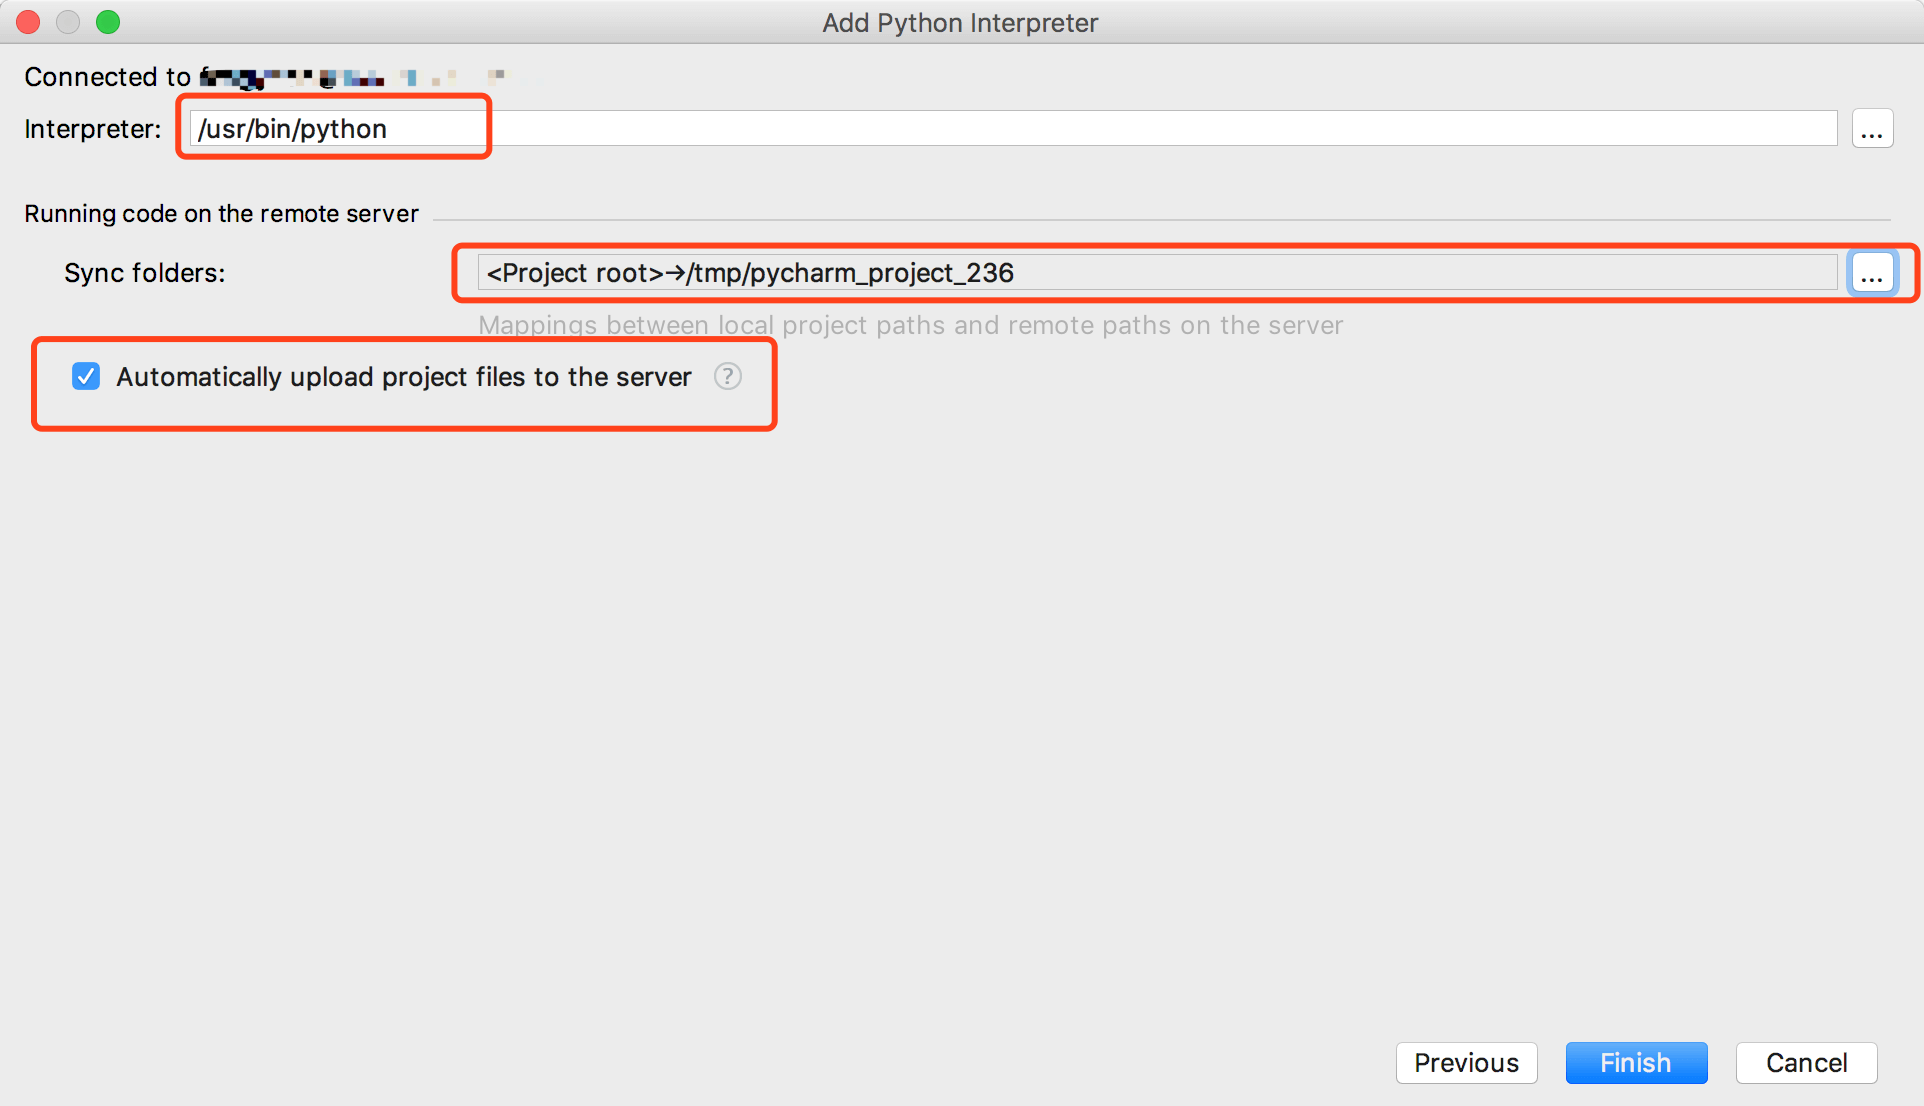 Add Python Interpreter
Connected to
Interpreter: /usr/bin/python ...
Running code on the remote server
Sync folders: <Project root>→/tmp/pycharm_project_236 ...
Mappings between local project paths and remote paths on the server
Automatically upload project files to the server ?
Previous Finish Cancel